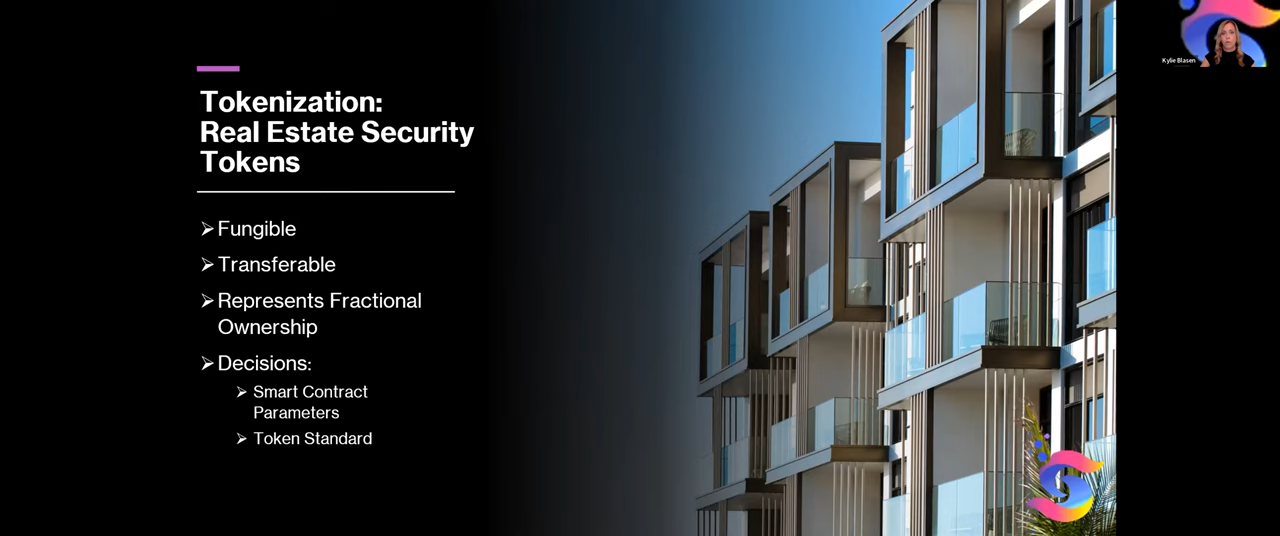 Tokenization:
Real Estate Security
Tokens
➢ Fungible
➢ Transferable
➢ Represents Fractional
Ownership
➢ Decisions:
➢ Smart Contract
Parameters
➢ Token Standard
Kylie Blasen